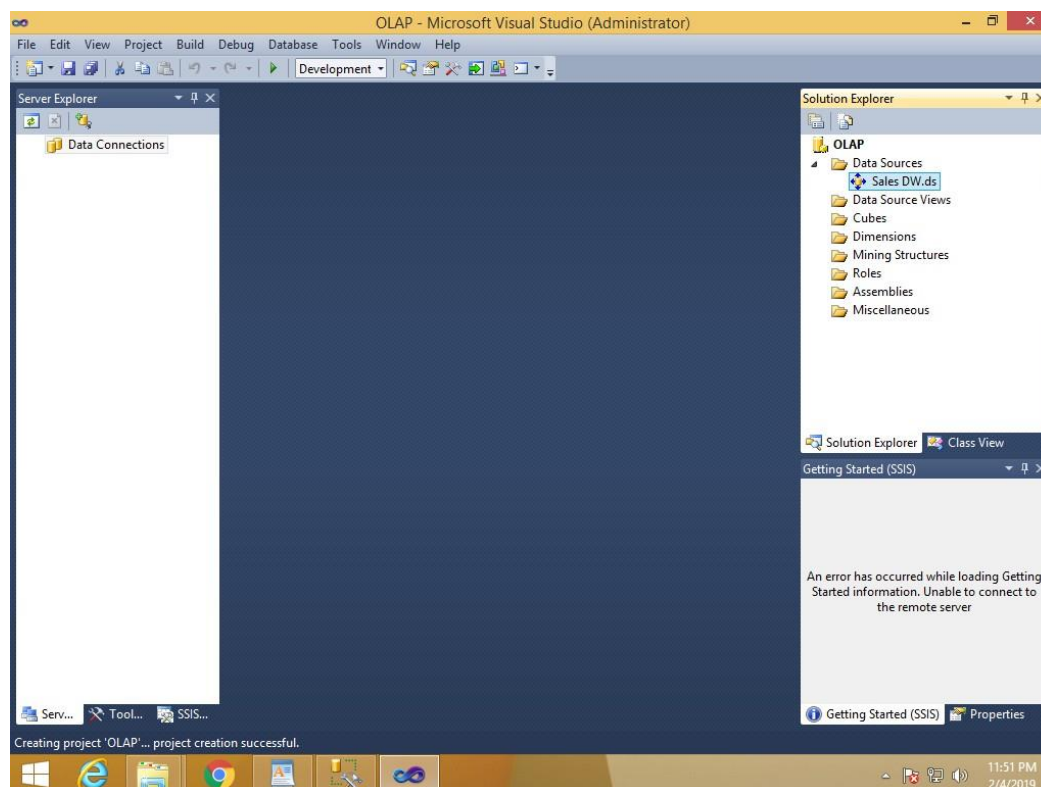 OLAP - Microsoft Visual Studio (Administrator)
File Edit View Project Build Debug Database Tools Window Help
Development
Server Explorer
Data Connections
Solution Explorer
OLAP
Data Sources
Sales DW.ds
Data Source Views
Cubes
Dimensions
Mining Structures
Roles
Assemblies
Miscellaneous
Solution Explorer Class View
Getting Started (SSIS)
An error has occurred while loading Getting
Started information. Unable to connect to
the remote server
Serv... Tool... SSIS...
Getting Started (SSIS) Properties
Creating project 'OLAP'... project creation successful.
11:51 PM
2/4/2019